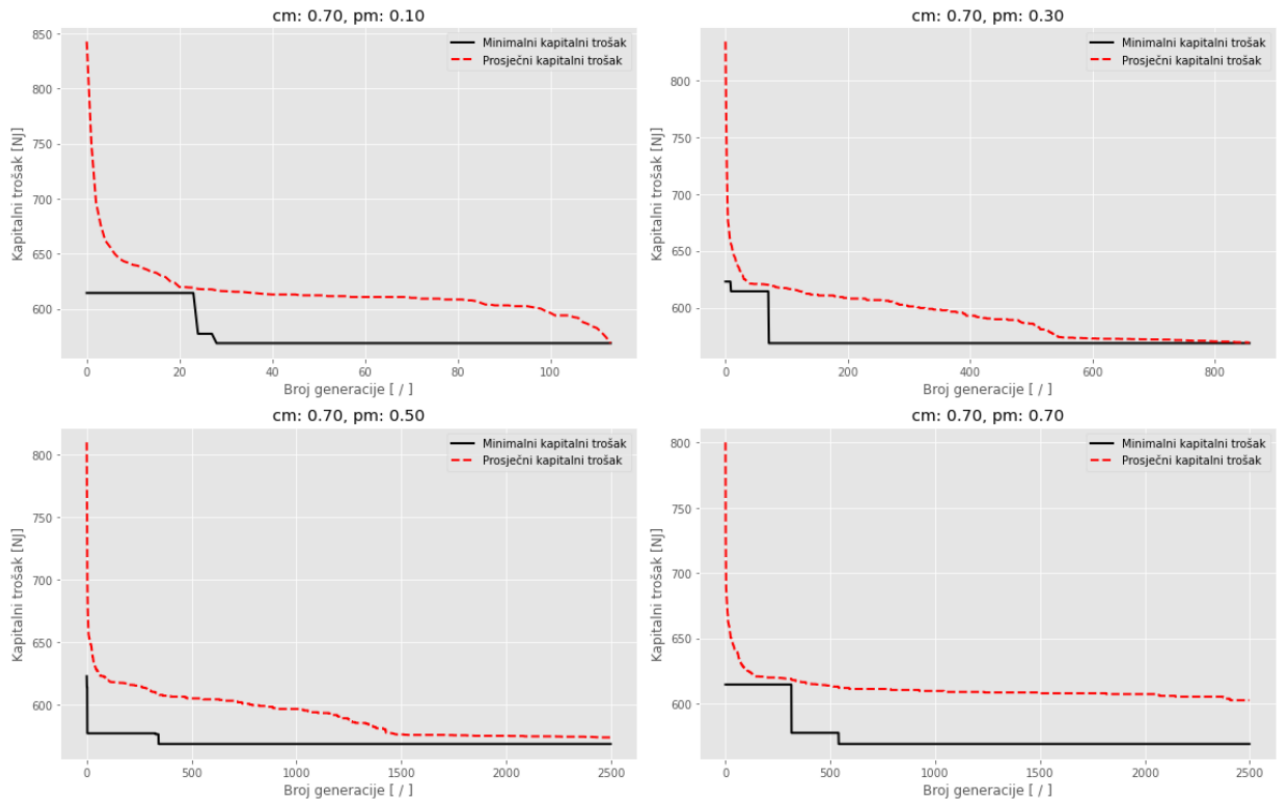 cm: 0.70, pm: 0.10
850
800
750
700
650
600
Kapitalni trošak [NJ]
Minimalni kapitalni trošak
Prosječni kapitalni trošak
0 20 40 60 80 100
Broj generacije [ / ]
cm: 0.70, pm: 0.30
800
750
700
650
600
Kapitalni trošak [NJ]
Minimalni kapitalni trošak
Prosječni kapitalni trošak
0 200 400 600 800
Broj generacije [ / ]
cm: 0.70, pm: 0.50
800
750
700
650
600
Kapitalni trošak [NJ]
Minimalni kapitalni trošak
Prosječni kapitalni trošak
0 500 1000 1500 2000 2500
Broj generacije [ / ]
cm: 0.70, pm: 0.70
800
750
700
650
600
Kapitalni trošak [NJ]
Minimalni kapitalni trošak
Prosječni kapitalni trošak
0 500 1000 1500 2000 2500
Broj generacije [ / ]